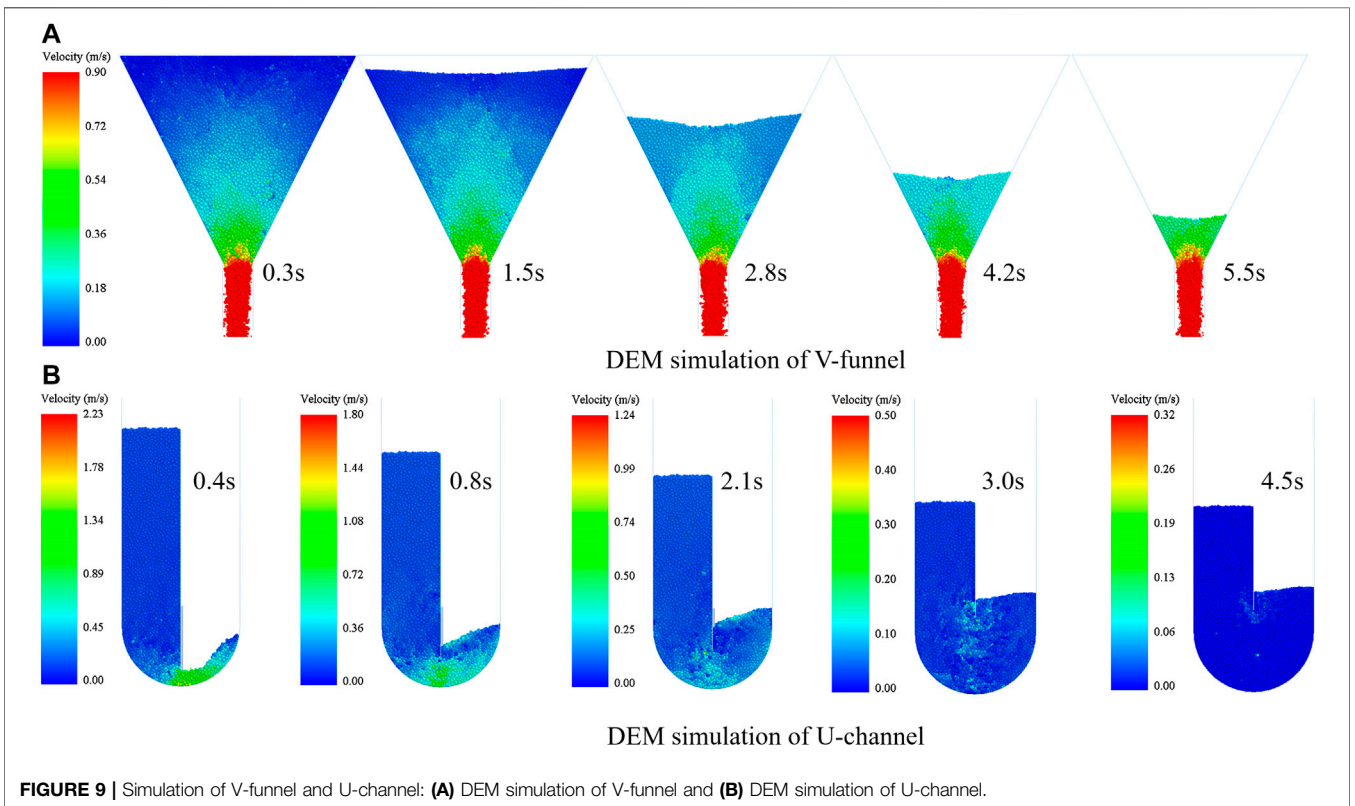 A
Velocity (m/s)
0.90
0.72
0.54
0.36
0.18
0.00
0.3s
1.5s
2.8s
4.2s
5.5s
DEM simulation of V-funnel
B
Velocity (m/s)
2.23
1.78
1.34
0.89
0.45
0.00
0.4s
Velocity (m/s)
1.80
1.44
1.08
0.72
0.36
0.00
0.8s
Velocity (m/s)
1.24
0.99
0.74
0.50
0.25
0.00
2.1s
Velocity (m/s)
0.50
0.40
0.30
0.20
0.10
0.00
3.0s
Velocity (m/s)
0.32
0.26
0.19
0.13
0.06
0.00
4.5s
DEM simulation of U-channel
FIGURE 9 | Simulation of V-funnel and U-channel: (A) DEM simulation of V-funnel and (B) DEM simulation of U-channel.